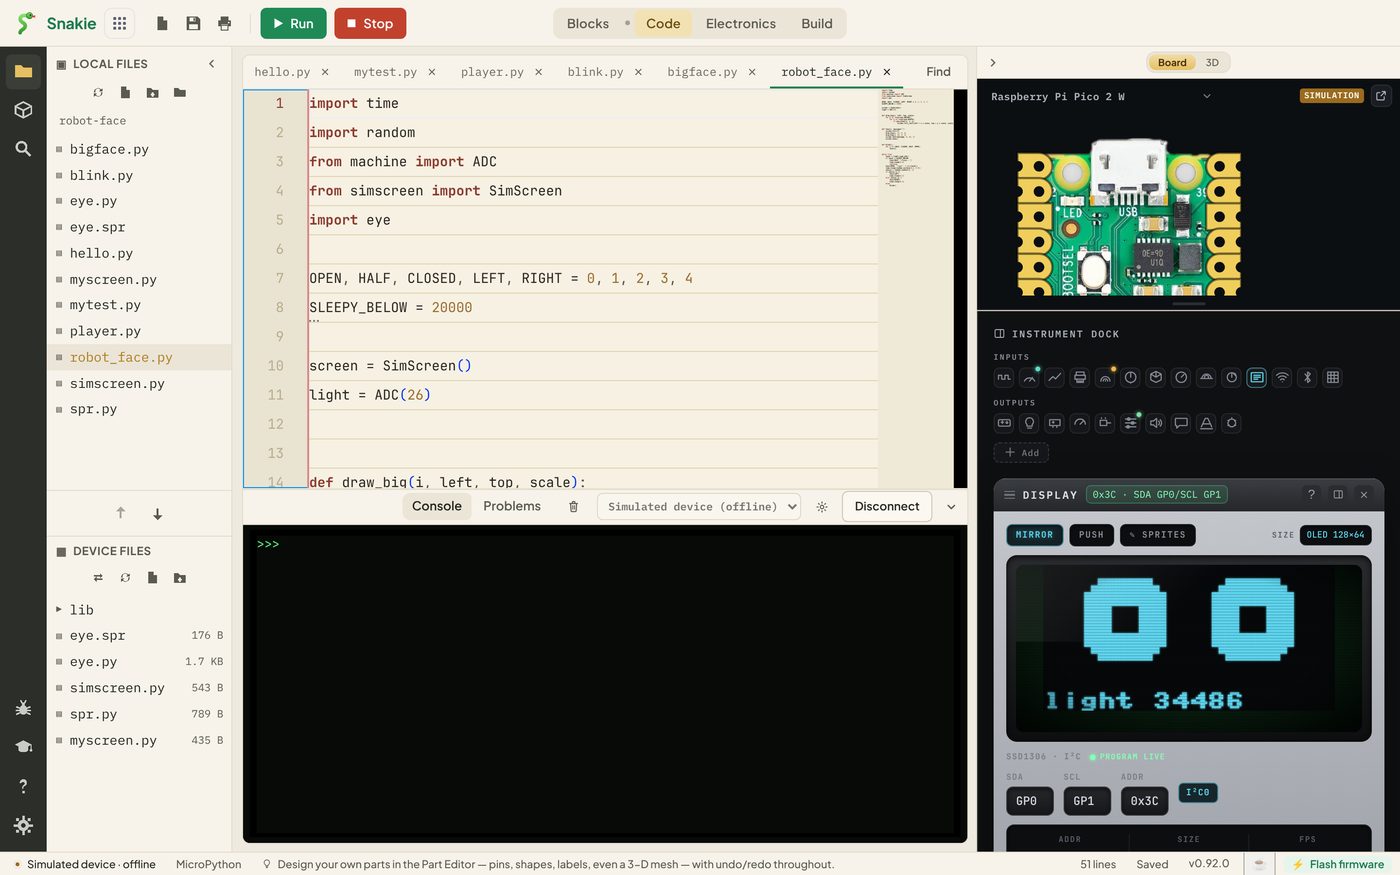 Snakie
Run
Stop
Blocks
Code
Electronics
Build
LOCAL FILES
robot-face
bigface.py
blink.py
eye.py
eye.spr
hello.py
myscreen.py
mytest.py
player.py
robot_face.py
simscreen.py
spr.py
DEVICE FILES
lib
eye.spr 176 B
eye.py 1.7 KB
simscreen.py 543 B
spr.py 789 B
myscreen.py 435 B
hello.py × mytest.py × player.py × blink.py × bigface.py × robot_face.py × Find
1 import time
2 import random
3 from machine import ADC
4 from simscreen import SimScreen
5 import eye
6
7 OPEN, HALF, CLOSED, LEFT, RIGHT = 0, 1, 2, 3, 4
8 SLEEPY_BELOW = 20000
9
10 screen = SimScreen()
11 light = ADC(26)
12
13
14 def draw_big(i, left, top, scale):
Console
Problems
Simulated device (offline)
Disconnect
>>>
Board
3D
Raspberry Pi Pico 2 W
SIMULATION
LED
USB
BOOTSEL
INSTRUMENT DOCK
INPUTS
OUTPUTS
+ Add
DISPLAY
0x3C · SDA GP0/SCL GP1
?
MIRROR
PUSH
✎ SPRITES
SIZE
OLED 128×64
light 34486
SSD1306 · I²C
PROGRAM LIVE
SDA SCL ADDR
GP0 GP1 0x3C I²C0
ADDR SIZE FPS
Simulated device · offline
MicroPython
Design your own parts in the Part Editor — pins, shapes, labels, even a 3-D mesh — with undo/redo throughout.
51 lines
Saved
v0.92.0
Flash firmware